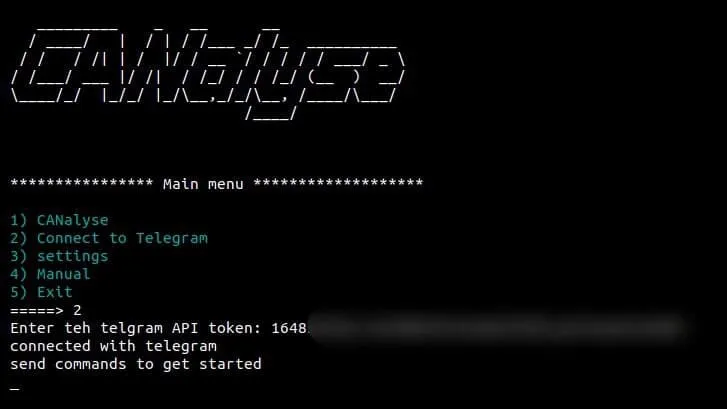 CANalyse
**************** Main menu *******************
1) CANalyse
2) Connect to Telegram
3) settings
4) Manual
5) Exit
=====> 2
Enter teh telgram API token: 1648
connected with telegram
send commands to get started
_